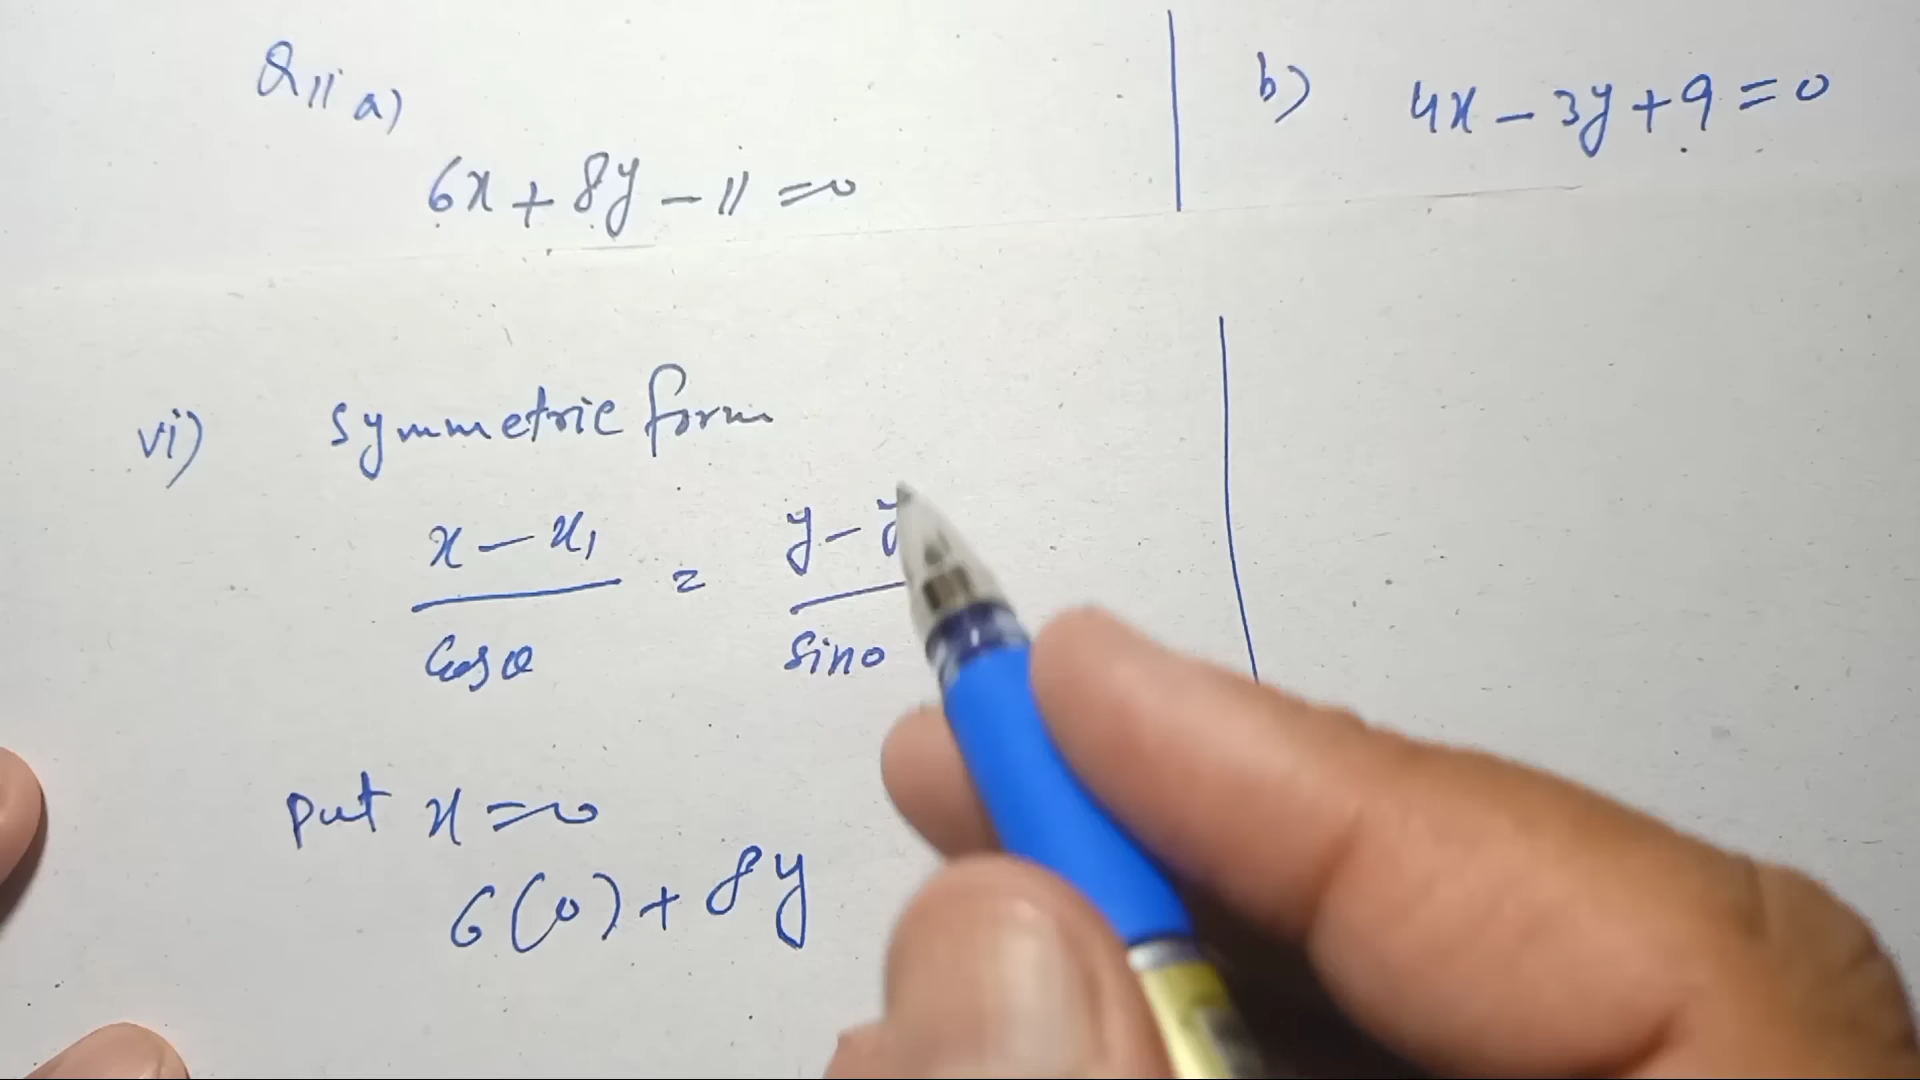 Q11 a)
6x + 8y - 11 = 0
b) 4x - 3y + 9 = 0
vi) Symmetric form
x - x₁ / Cos θ = y - y / Sin θ
Put x = 0
6(0) + 8y